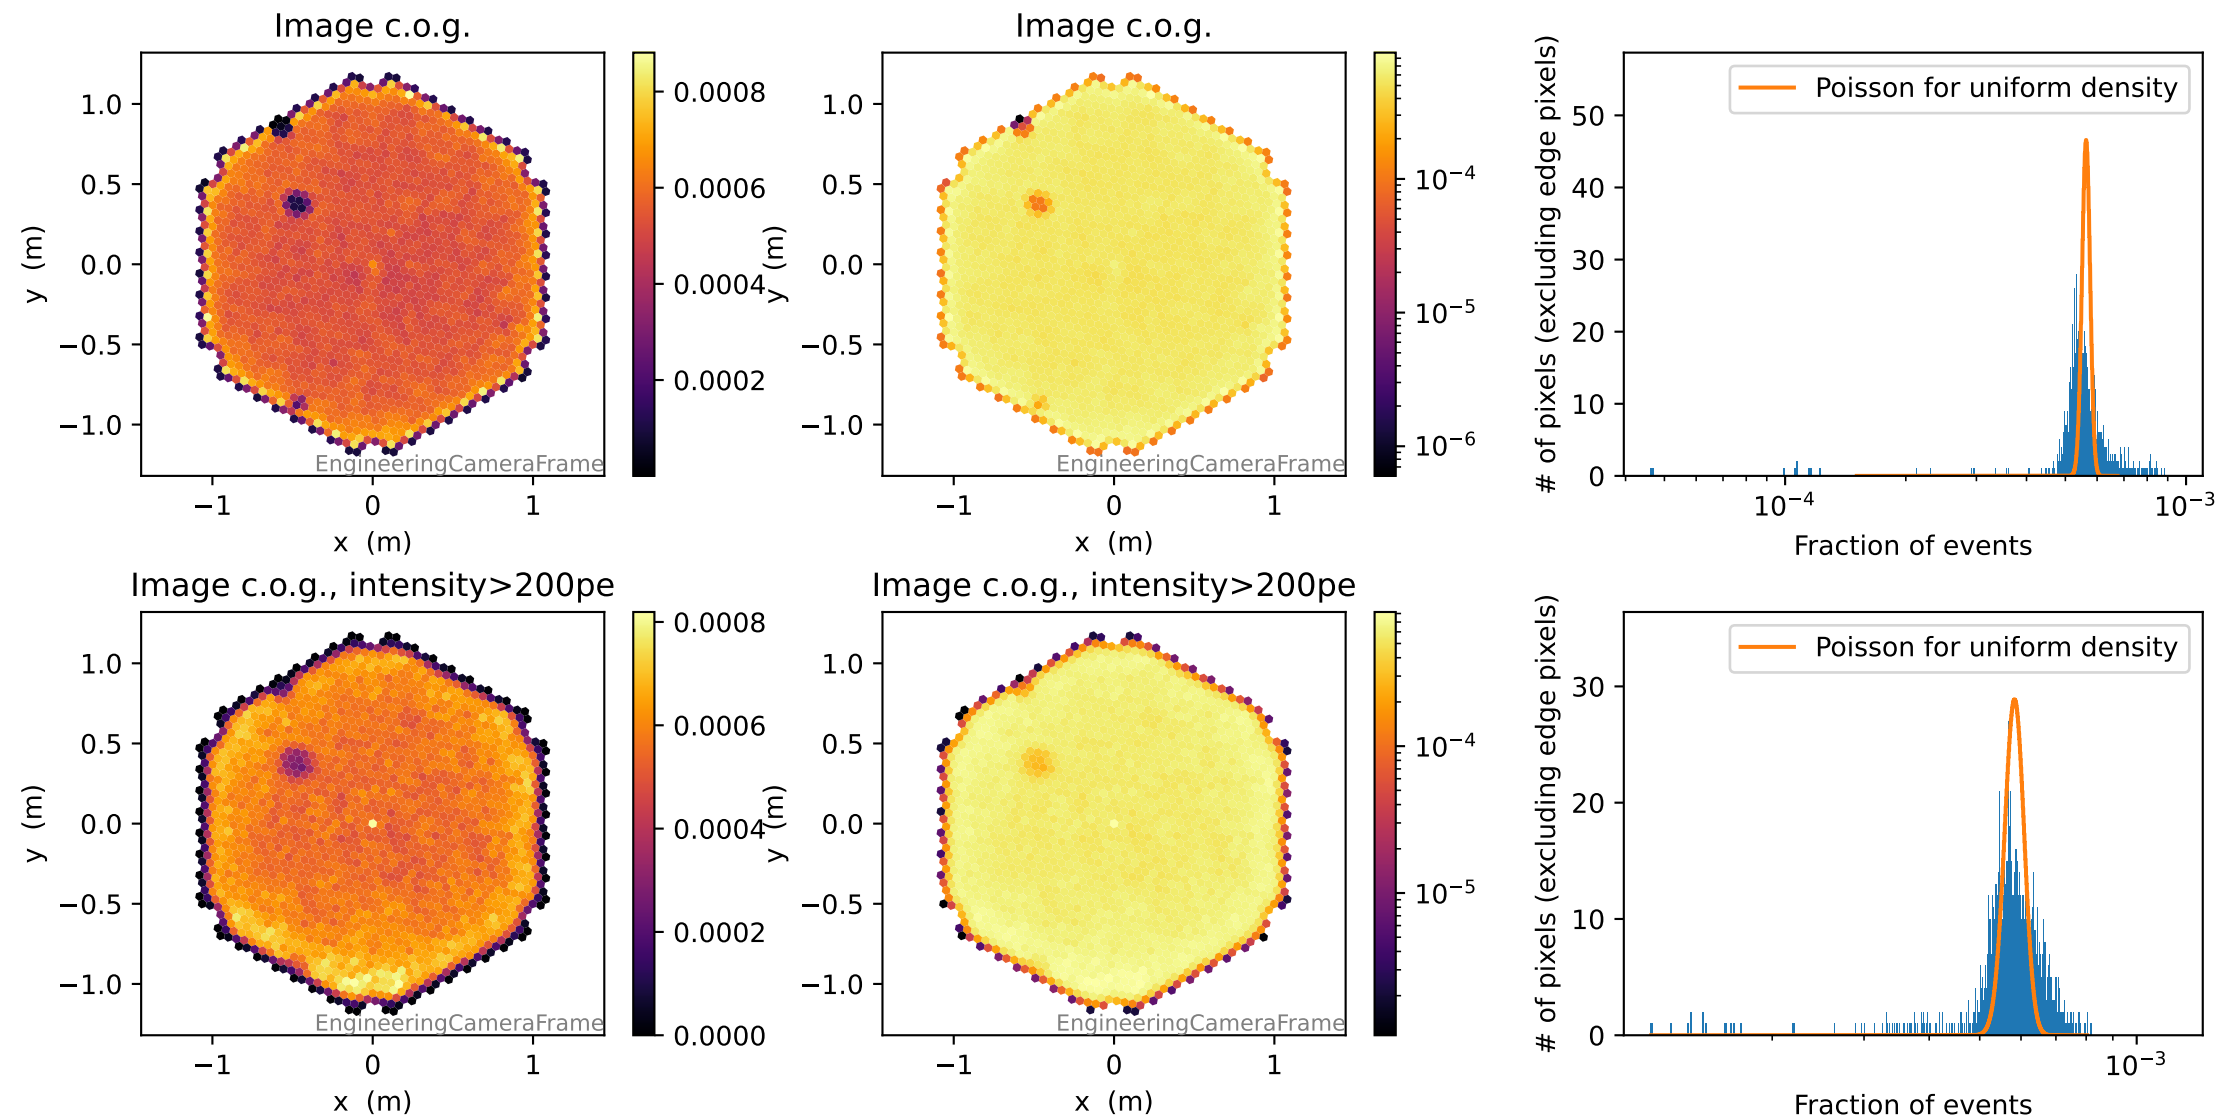 Image c.o.g.
1.0
0.5
0.0
−0.5
−1.0
y (m)
−1
0
1
x (m)
EngineeringCameraFrame
0.0008
0.0006
0.0004
0.0002
Image c.o.g.
1.0
0.5
0.0
−0.5
−1.0
y (m)
−1
0
1
x (m)
EngineeringCameraFrame
10⁻⁴
10⁻⁵
10⁻⁶
Poisson for uniform density
# of pixels (excluding edge pixels)
50
40
30
20
10
0
10⁻⁴
10⁻³
Fraction of events
Image c.o.g., intensity>200pe
1.0
0.5
0.0
−0.5
−1.0
y (m)
−1
0
1
x (m)
EngineeringCameraFrame
0.0008
0.0006
0.0004
0.0002
0.0000
Image c.o.g., intensity>200pe
1.0
0.5
0.0
−0.5
−1.0
y (m)
−1
0
1
x (m)
EngineeringCameraFrame
10⁻⁴
10⁻⁵
Poisson for uniform density
# of pixels (excluding edge pixels)
30
20
10
0
10⁻³
Fraction of events